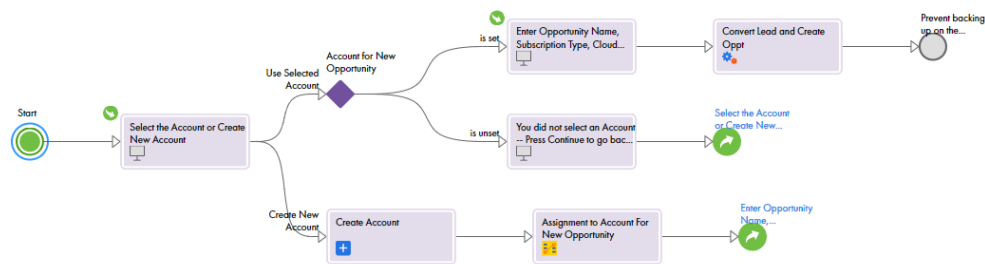 Prevent backing
up on the...
is set
Enter Opportunity Name,
Subscription Type, Cloud...
Convert Lead and Create
Oppt
Account for New
Opportunity
Use Selected
Account
Start
Select the Account or Create
New Account
is unset
You did not select an Account
-- Press Continue to go bac...
Select the Account
or Create New...
Create New
Account
Create Account
Assignment to Account For
New Opportunity
Enter Opportunity
Name,...